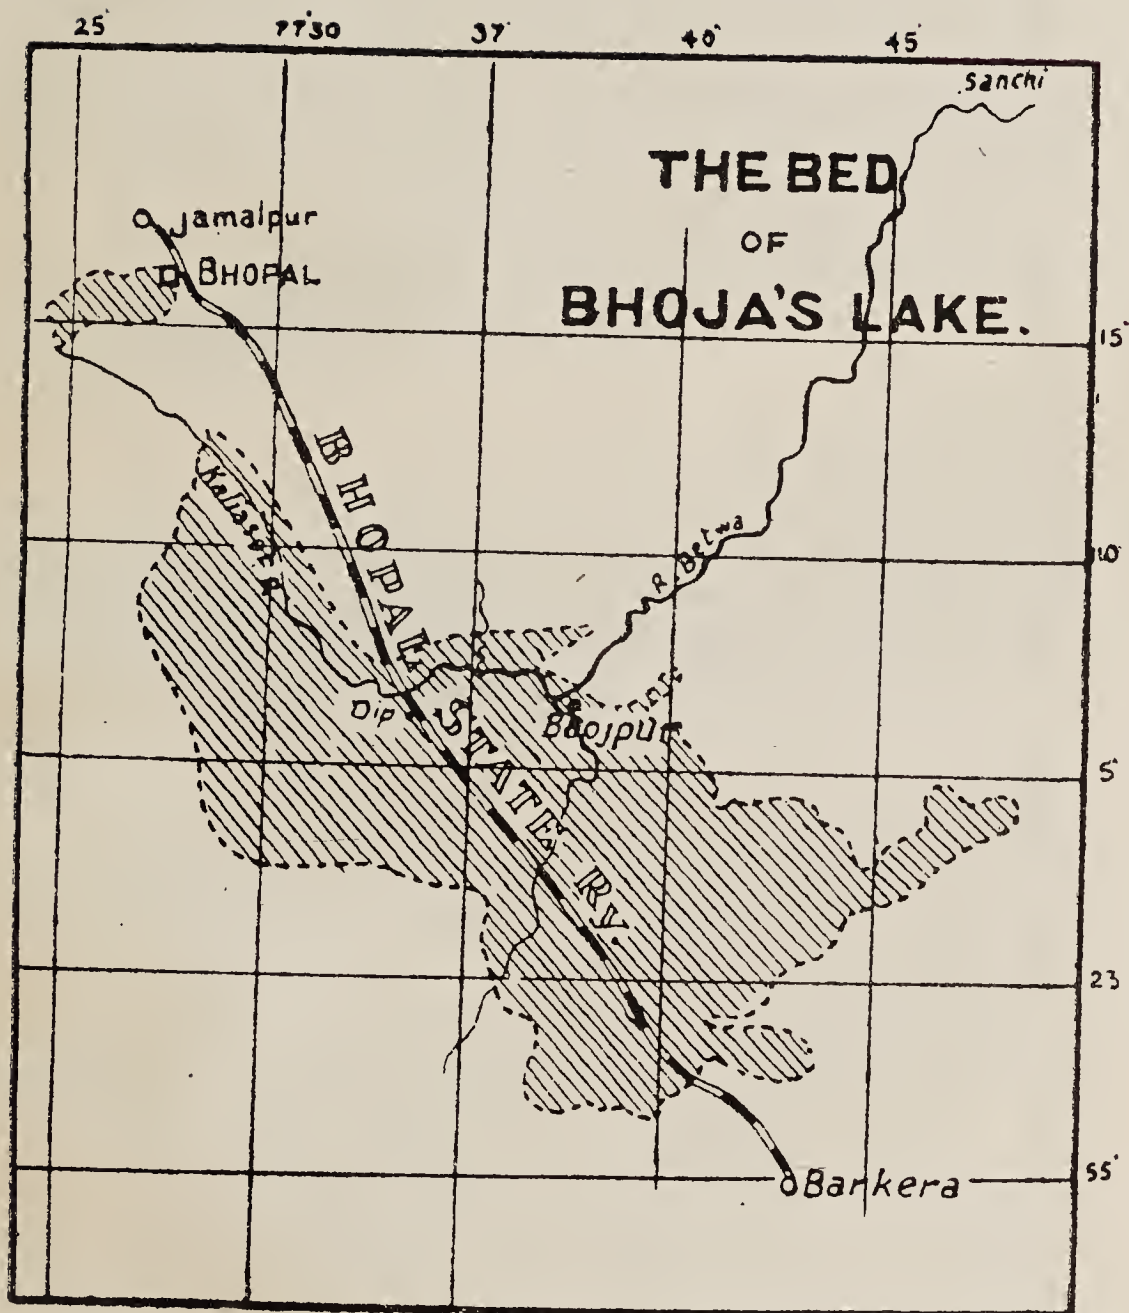 25°
77°30
37°
40°
45°
Sanchi
THE BED
OF
BHOJA'S LAKE.
Jamalpur
BHOPAL
15°
BHOPAL STATE RY.
Kaliasot R
10°
R. Betwa
Dip
Bhojpur
5°
23
55°
Barkera